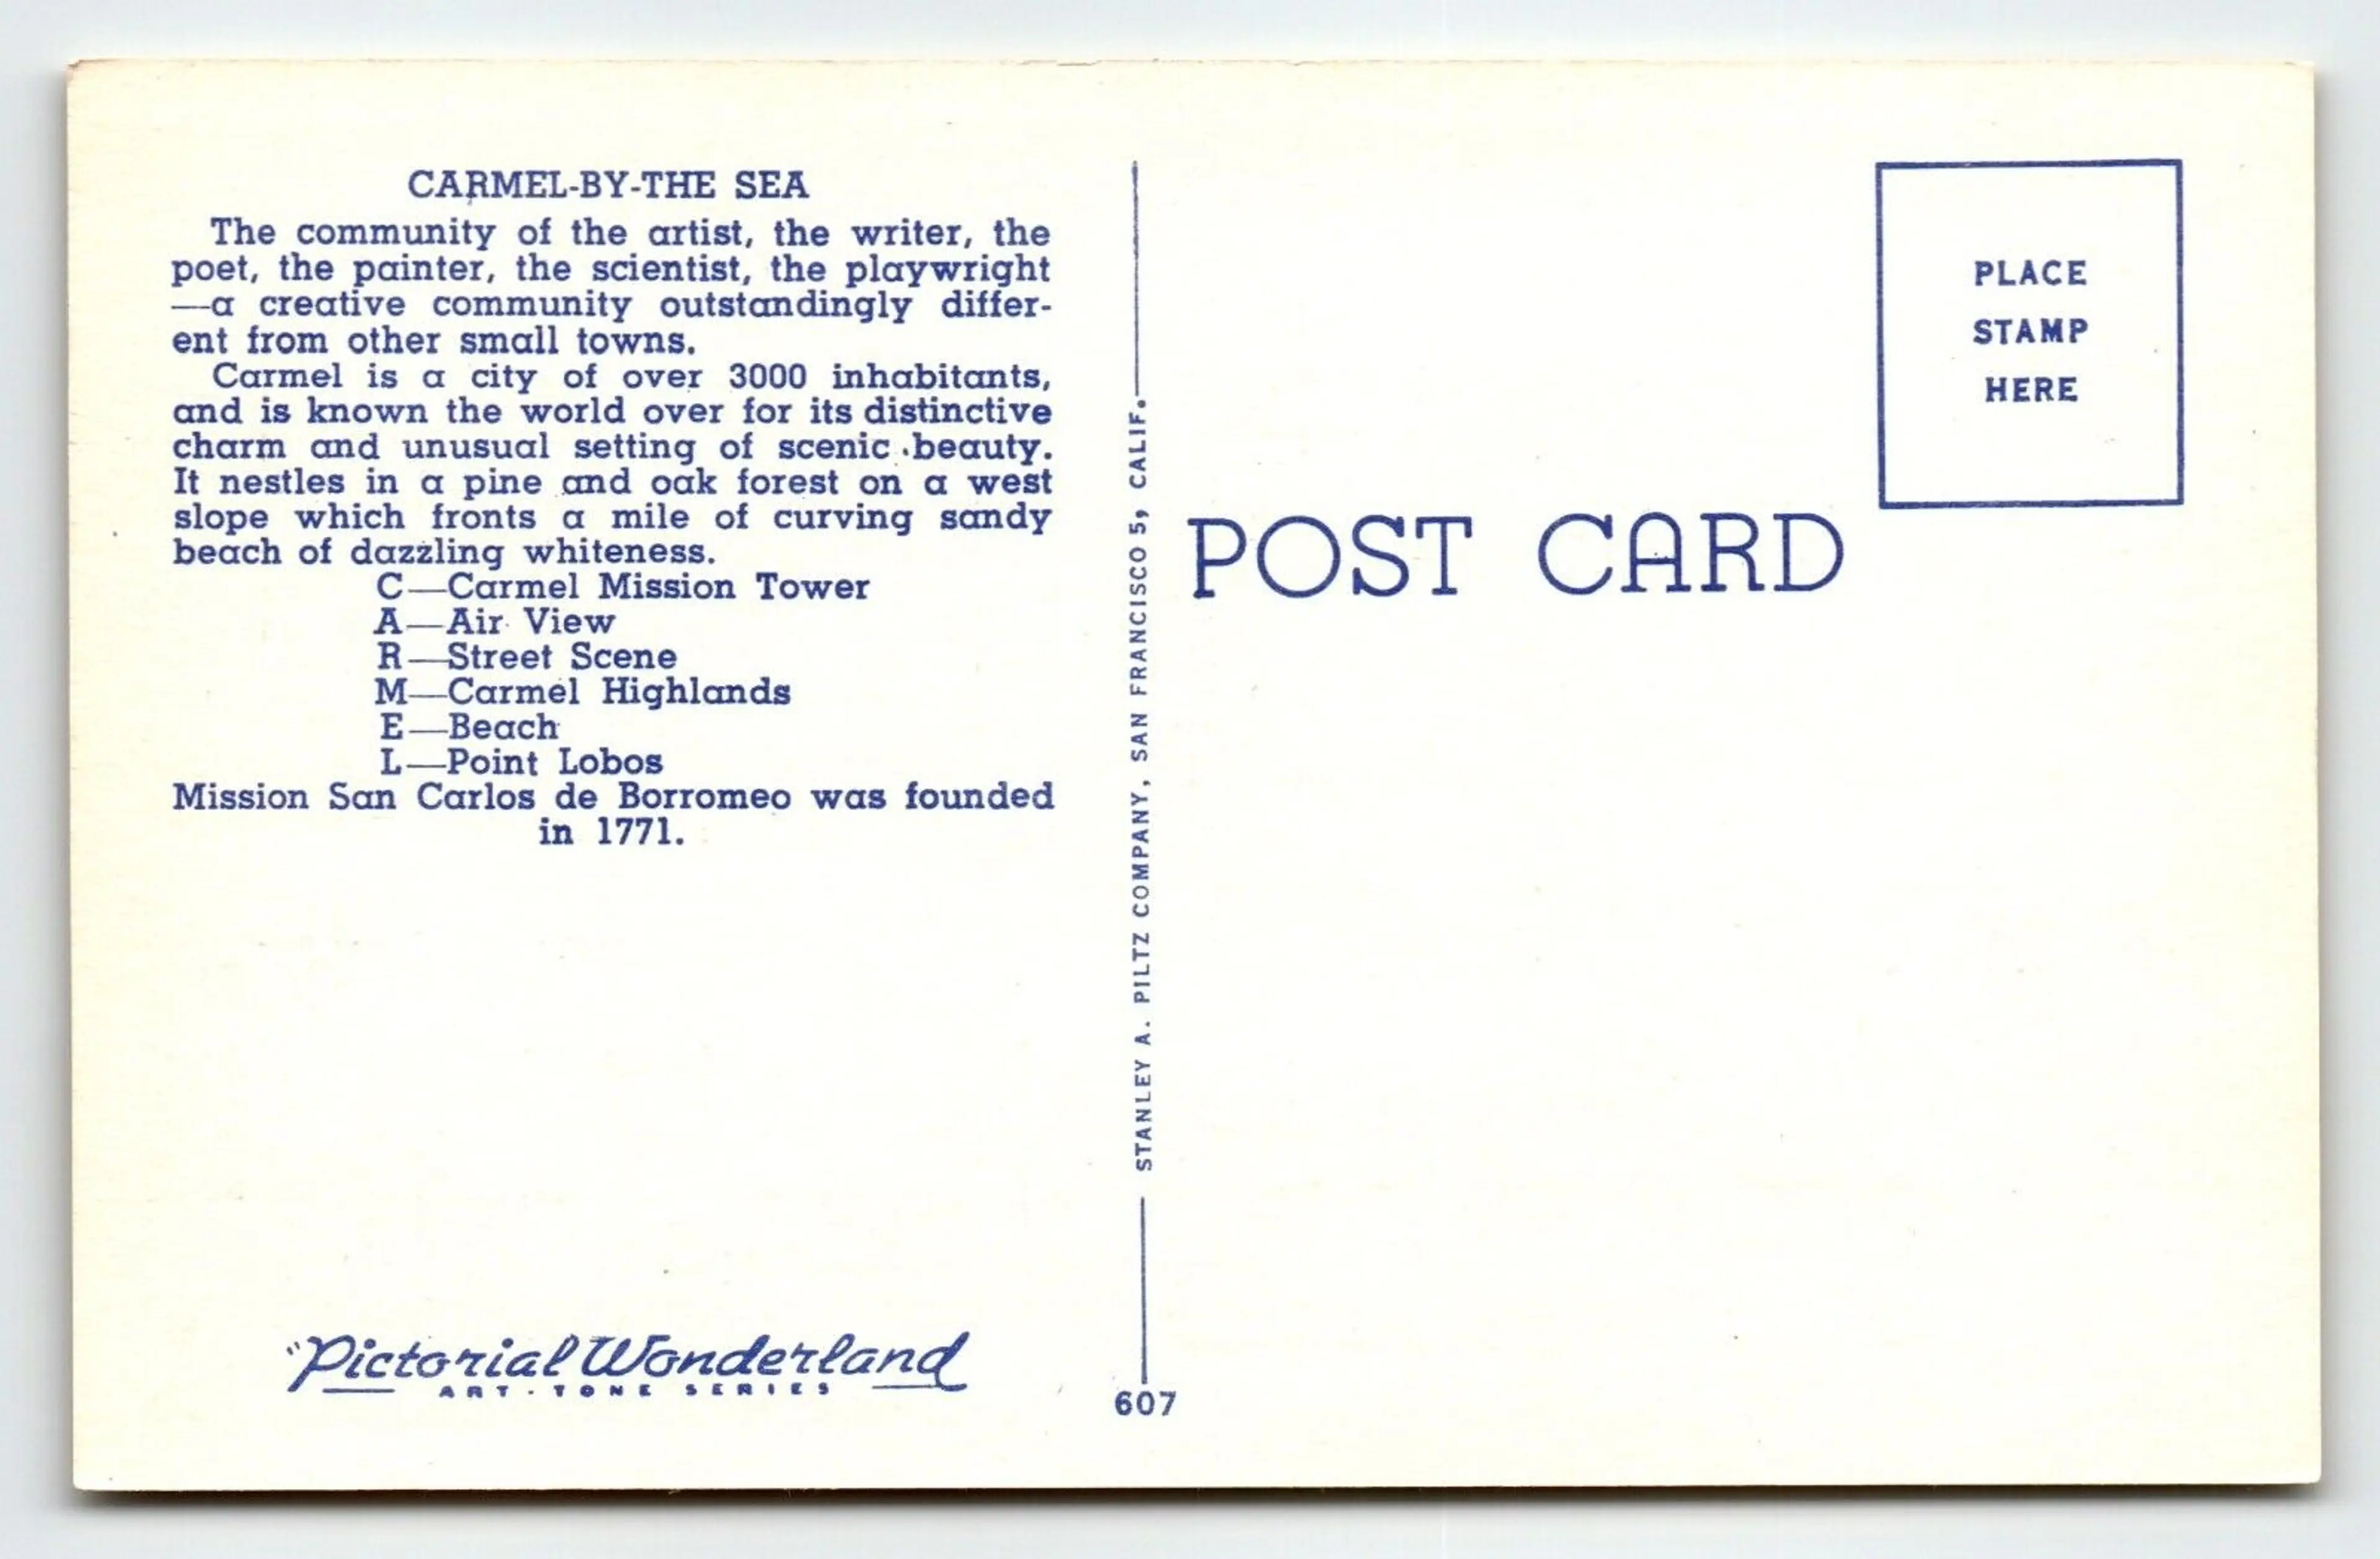 CARMEL-BY-THE SEA
The community of the artist, the writer, the
poet, the painter, the scientist, the playwright
—a creative community outstandingly differ-
ent from other small towns.
Carmel is a city of over 3000 inhabitants,
and is known the world over for its distinctive
charm and unusual setting of scenic beauty.
It nestles in a pine and oak forest on a west
slope which fronts a mile of curving sandy
beach of dazzling whiteness.
C—Carmel Mission Tower
A—Air View
R—Street Scene
M—Carmel Highlands
E—Beach
L—Point Lobos
Mission San Carlos de Borromeo was founded
in 1771.
"Pictorial Wonderland
ART-TONE SERIES
STANLEY A. PILTZ COMPANY, SAN FRANCISCO 5, CALIF.
607
POST CARD
PLACE
STAMP
HERE